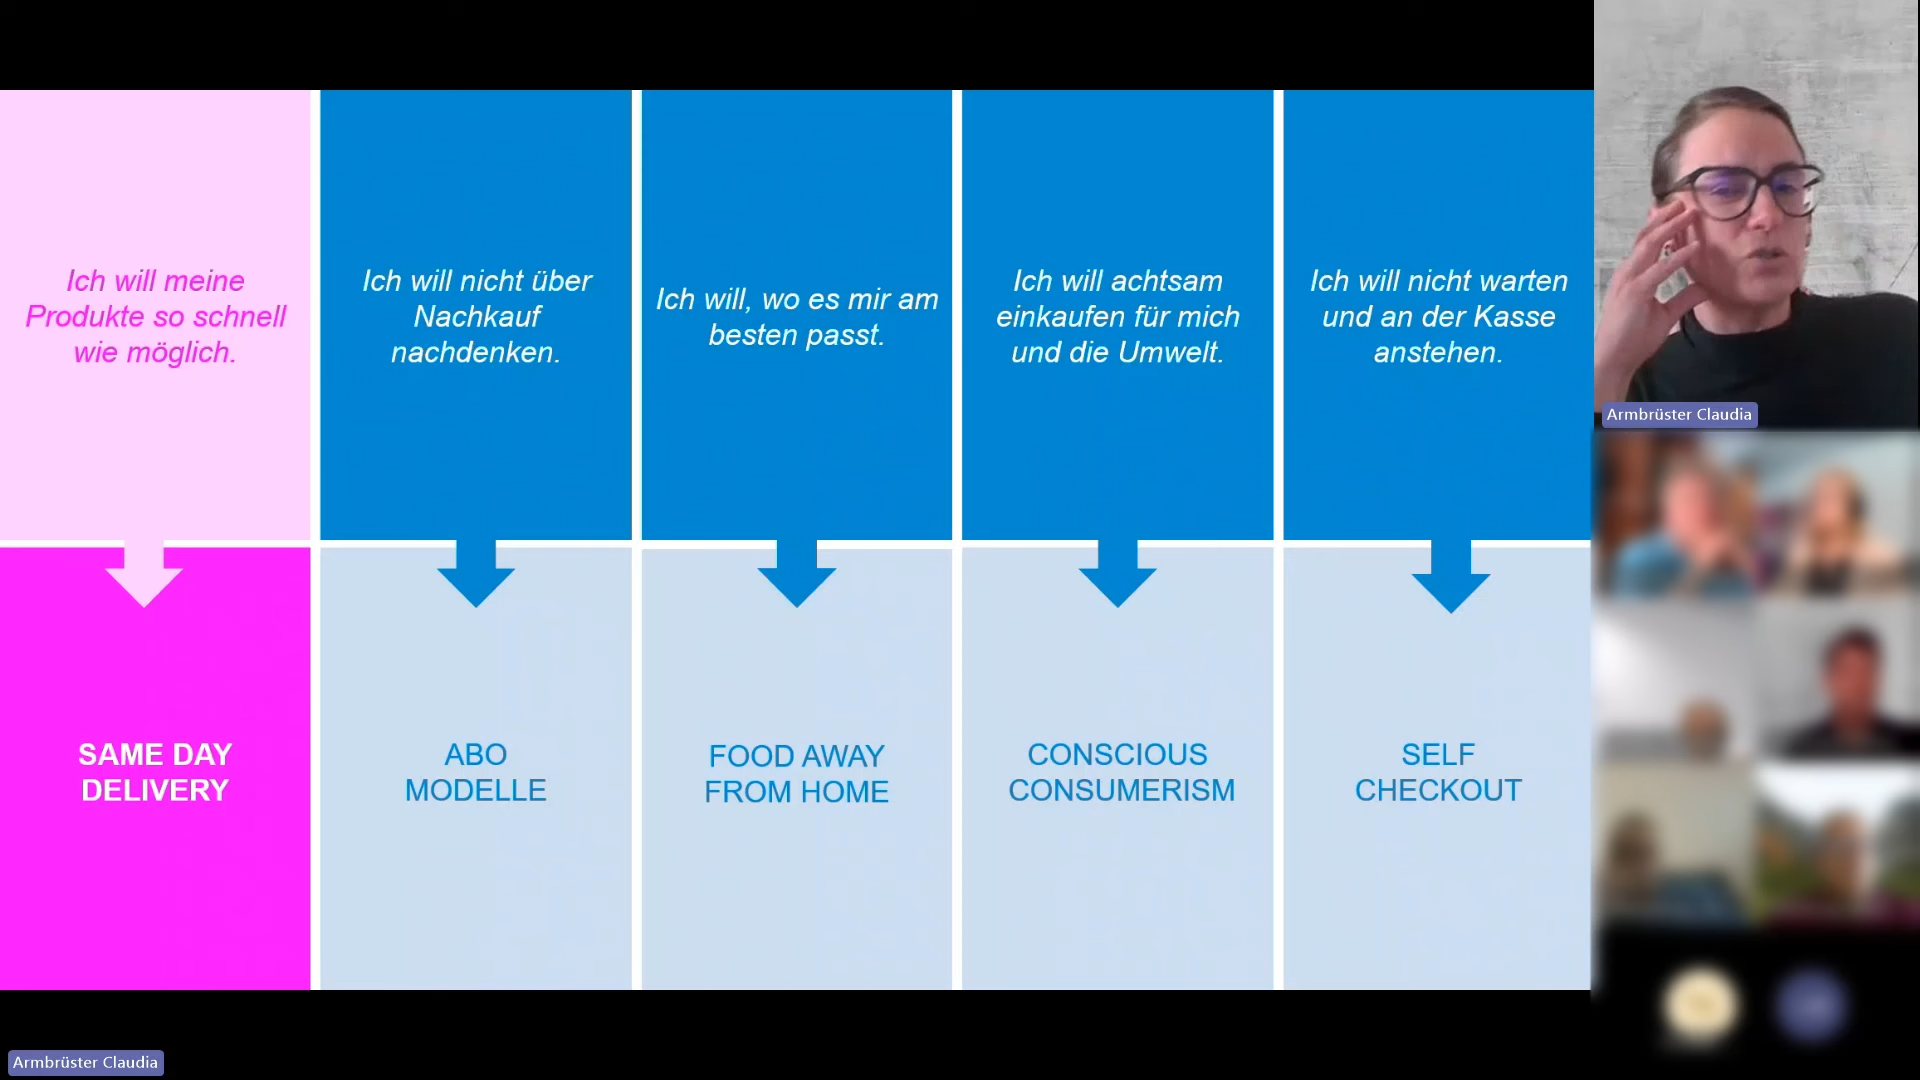 Ich will meine
Produkte so schnell
wie möglich.
Ich will nicht über
Nachkauf
nachdenken.
Ich will, wo es mir am
besten passt.
Ich will achtsam
einkaufen für mich
und die Umwelt.
Ich will nicht warten
und an der Kasse
anstehen.
SAME DAY
DELIVERY
ABO
MODELLE
FOOD AWAY
FROM HOME
CONSCIOUS
CONSUMERISM
SELF
CHECKOUT
Armbrüster Claudia
Armbrüster Claudia